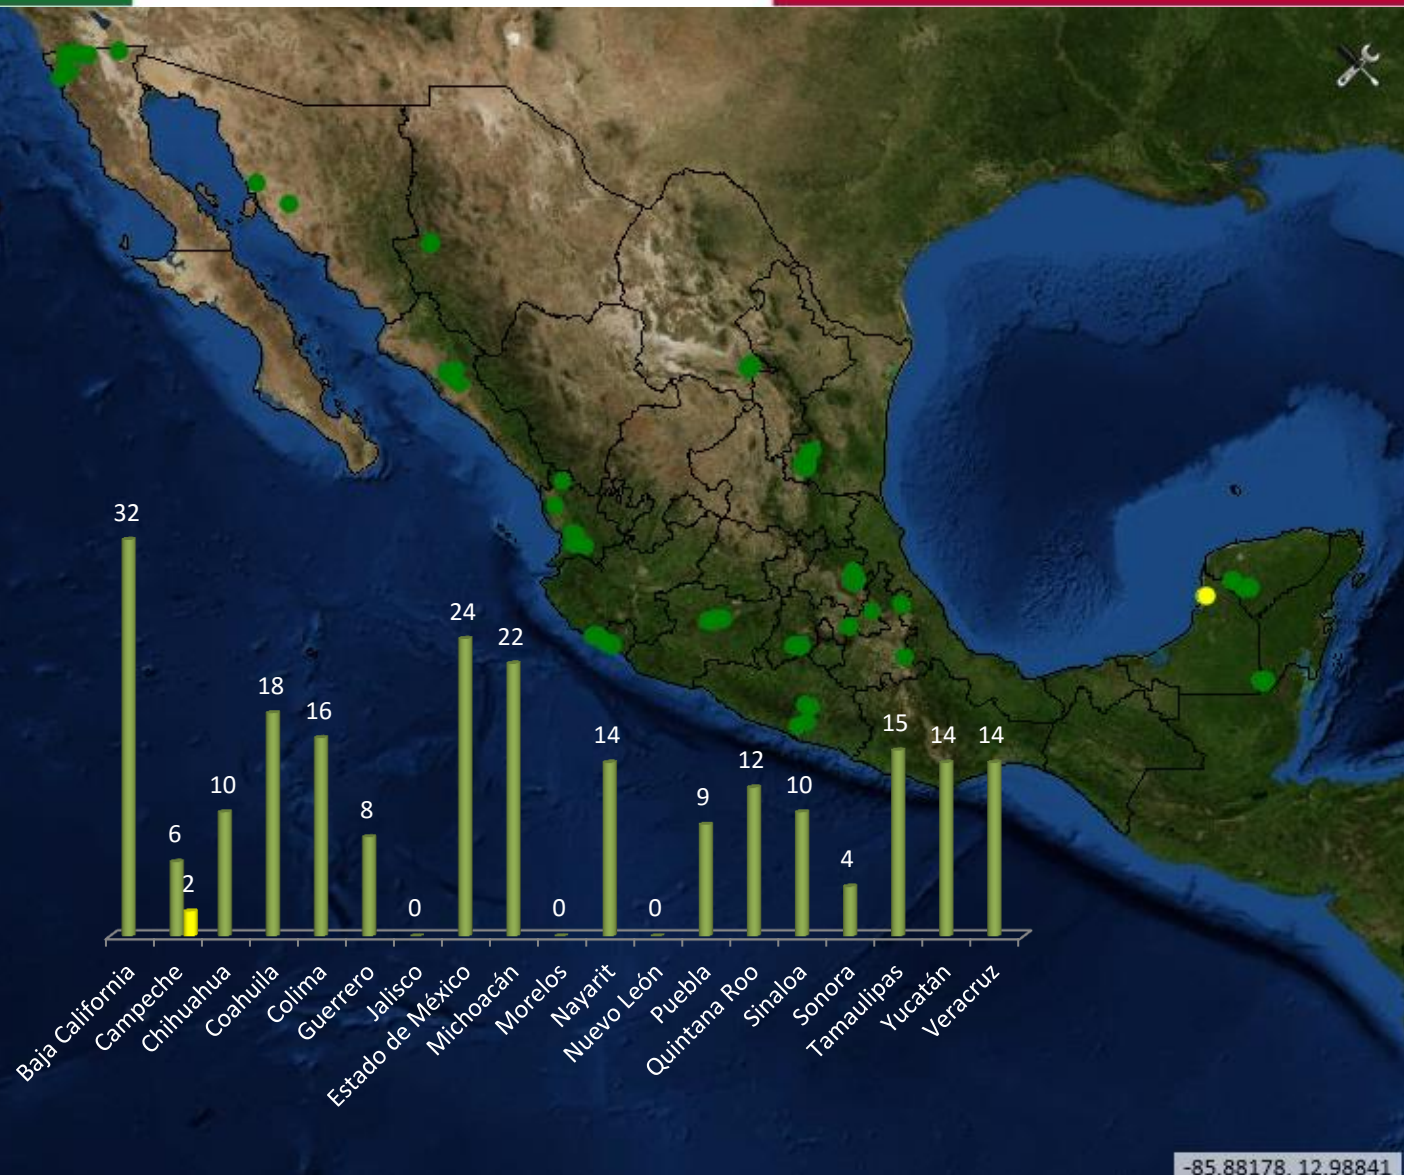 32
24
22
18
16
15
14
14
14
12
10
10
9
8
6
4
2
0
0
0
Baja California
Campeche
Chihuahua
Coahuila
Colima
Guerrero
Jalisco
Estado de México
Michoacán
Morelos
Nayarit
Nuevo León
Puebla
Quintana Roo
Sinaloa
Sonora
Tamaulipas
Yucatán
Veracruz
-85.88178, 12.98841